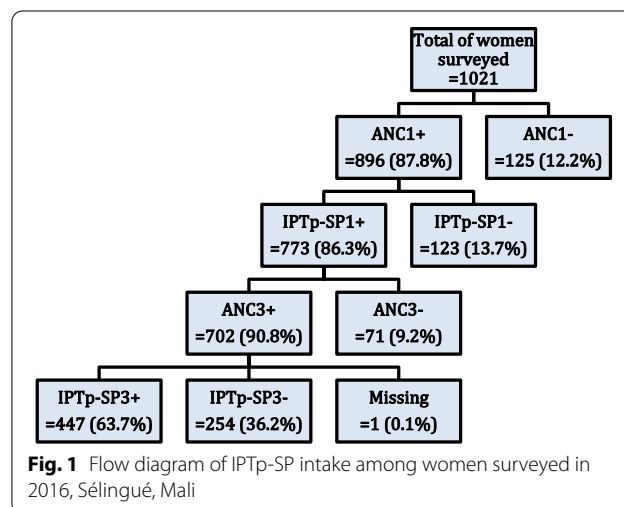 Total of women
surveyed
=1021
ANC1+
=896 (87.8%)
ANC1-
=125 (12.2%)
IPTp-SP1+
=773 (86.3%)
IPTp-SP1-
=123 (13.7%)
ANC3+
=702 (90.8%)
ANC3-
=71 (9.2%)
IPTp-SP3+
=447 (63.7%)
IPTp-SP3-
=254 (36.2%)
Missing
=1 (0.1%)
Fig. 1 Flow diagram of IPTp-SP intake among women surveyed in
2016, Sélingué, Mali